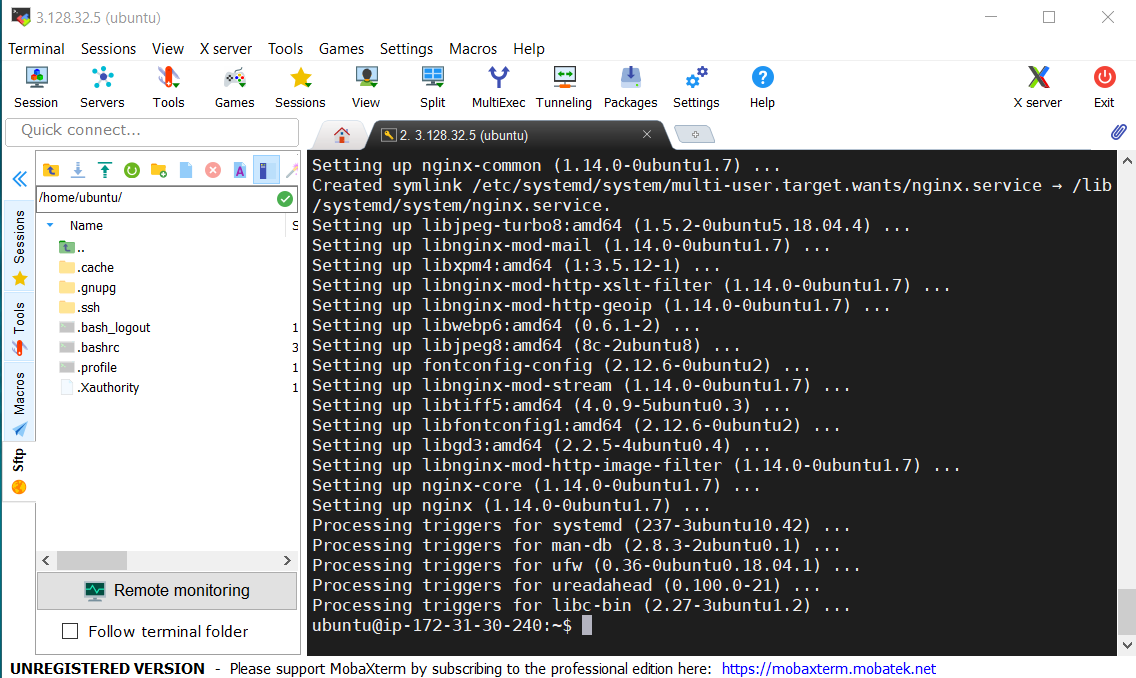 3.128.32.5 (ubuntu)
Terminal Sessions View X server Tools Games Settings Macros Help
Session Servers Tools Games Sessions View Split MultiExec Tunneling Packages Settings Help X server Exit
Quick connect...
2. 3.128.32.5 (ubuntu)
/home/ubuntu/
Name S
..
.cache
.gnupg
.ssh
.bash_logout 1
.bashrc 3
.profile 1
.Xauthority 1
Sessions
Tools
Macros
Sftp
Remote monitoring
Follow terminal folder
Setting up nginx-common (1.14.0-0ubuntu1.7) ...
Created symlink /etc/systemd/system/multi-user.target.wants/nginx.service → /lib
/systemd/system/nginx.service.
Setting up libjpeg-turbo8:amd64 (1.5.2-0ubuntu5.18.04.4) ...
Setting up libnginx-mod-mail (1.14.0-0ubuntu1.7) ...
Setting up libxpm4:amd64 (1:3.5.12-1) ...
Setting up libnginx-mod-http-xslt-filter (1.14.0-0ubuntu1.7) ...
Setting up libnginx-mod-http-geoip (1.14.0-0ubuntu1.7) ...
Setting up libwebp6:amd64 (0.6.1-2) ...
Setting up libjpeg8:amd64 (8c-2ubuntu8) ...
Setting up fontconfig-config (2.12.6-0ubuntu2) ...
Setting up libnginx-mod-stream (1.14.0-0ubuntu1.7) ...
Setting up libtiff5:amd64 (4.0.9-5ubuntu0.3) ...
Setting up libfontconfig1:amd64 (2.12.6-0ubuntu2) ...
Setting up libgd3:amd64 (2.2.5-4ubuntu0.4) ...
Setting up libnginx-mod-http-image-filter (1.14.0-0ubuntu1.7) ...
Setting up nginx-core (1.14.0-0ubuntu1.7) ...
Setting up nginx (1.14.0-0ubuntu1.7) ...
Processing triggers for systemd (237-3ubuntu10.42) ...
Processing triggers for man-db (2.8.3-2ubuntu0.1) ...
Processing triggers for ufw (0.36-0ubuntu0.18.04.1) ...
Processing triggers for ureadahead (0.100.0-21) ...
Processing triggers for libc-bin (2.27-3ubuntu1.2) ...
ubuntu@ip-172-31-30-240:~$
UNREGISTERED VERSION - Please support MobaXterm by subscribing to the professional edition here: https://mobaxterm.mobatek.net